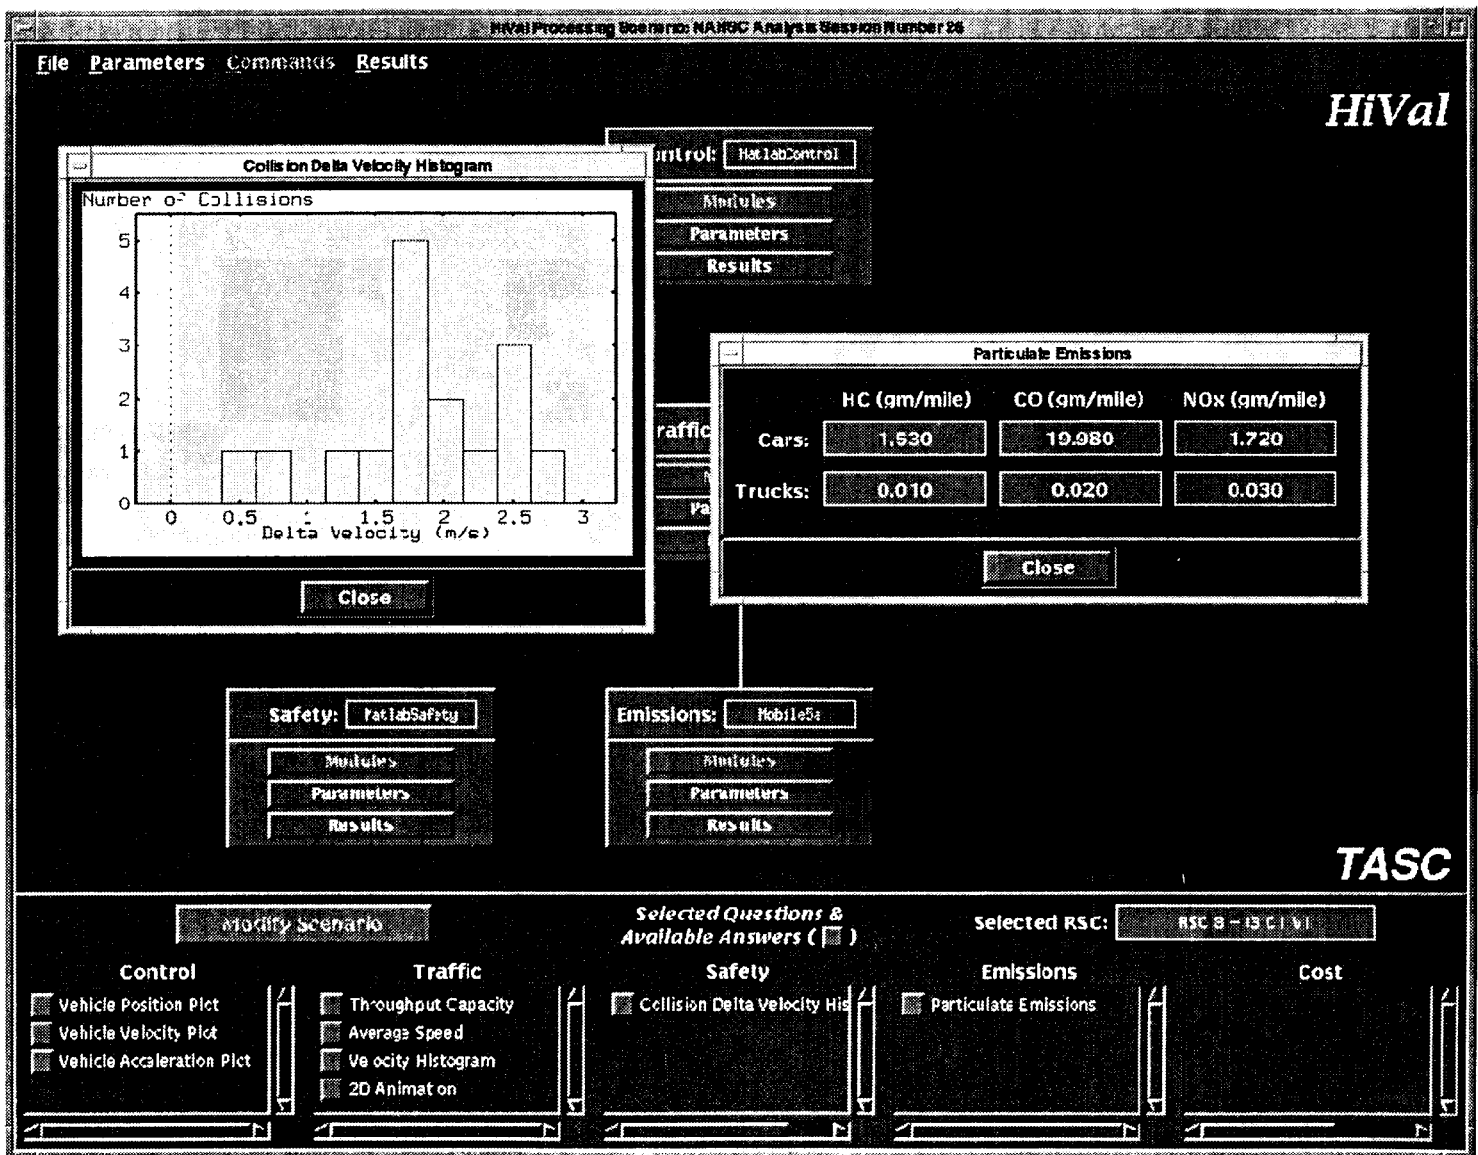 HiVal Processing Scenario: NAHSC Analysis Session Number 26
File Parameters Commands Results
HiVal
Control: MatlabControl
Modules
Parameters
Results
Collision Delta Velocity Histogram
Number of Collisions
5
4
3
2
1
0
0 0.5 1 1.5 2 2.5 3
Delta Velocity (m/s)
Close
Particulate Emissions
HC (gm/mile) CO (gm/mile) NOx (gm/mile)
Cars: 1.530 19.980 1.720
Trucks: 0.010 0.020 0.030
Close
raffic
Pa
Safety: MatlabSafety
Modules
Parameters
Results
Emissions: Mobile5a
Modules
Parameters
Results
TASC
Modify Scenario
Selected Questions &
Available Answers ( )
Selected RSC:
Control
Vehicle Position Plot
Vehicle Velocity Plot
Vehicle Acceleration Plot
Traffic
Throughput Capacity
Average Speed
Velocity Histogram
2D Animation
Safety
Collision Delta Velocity His
Emissions
Particulate Emissions
Cost